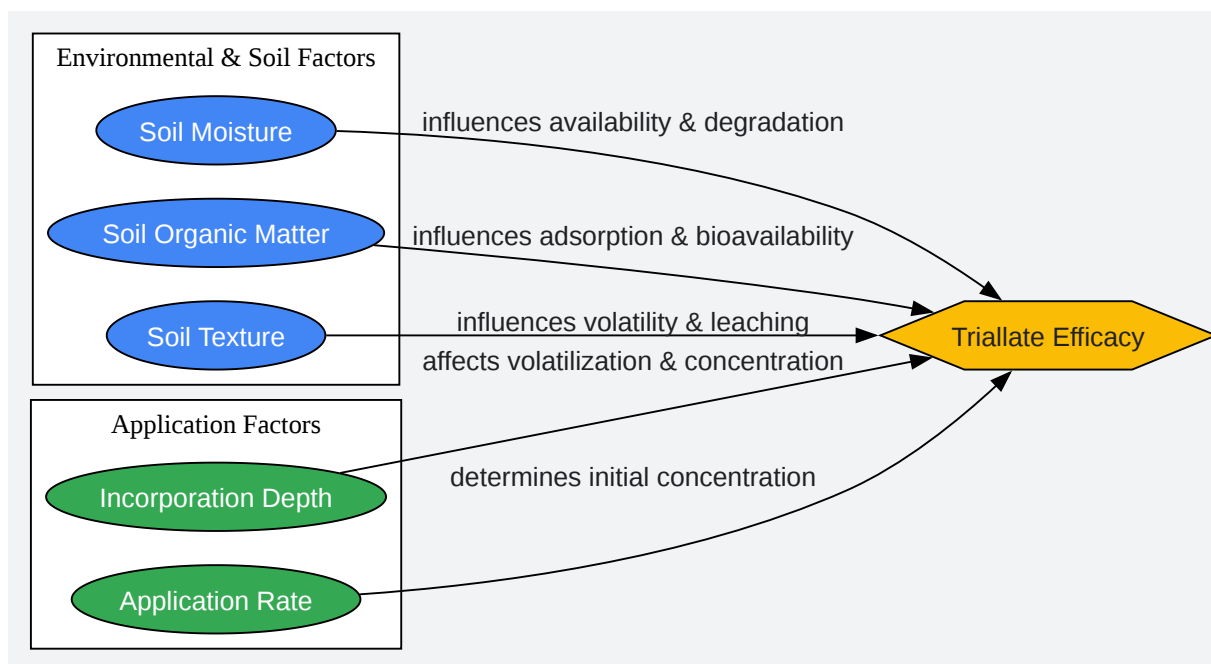 Environmental & Soil Factors
Soil Moisture
influences availability & degradation
Soil Organic Matter
influences adsorption & bioavailability
Soil Texture
influences volatility & leaching
Triallate Efficacy
affects volatilization & concentration
Application Factors
Incorporation Depth
determines initial concentration
Application Rate